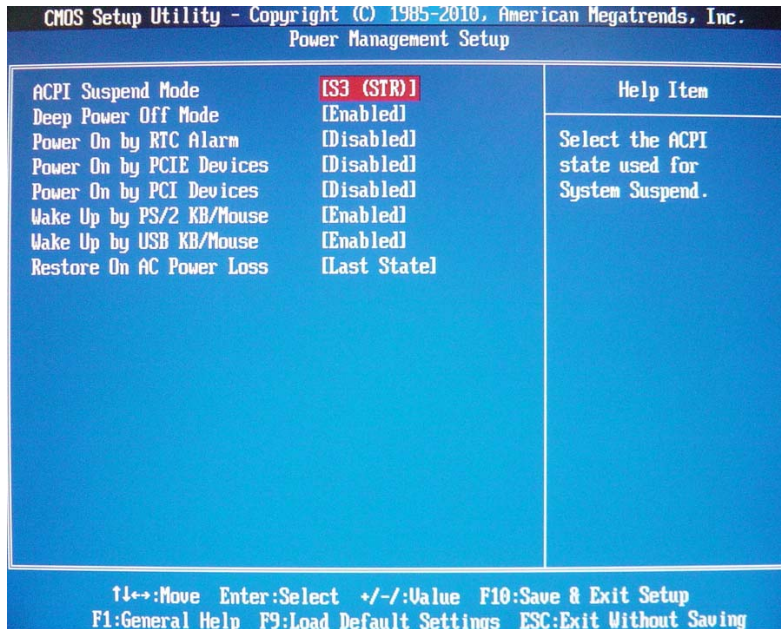 CMOS Setup Utility - Copyright (C) 1985-2010, American Megatrends, Inc.
Power Management Setup
ACPI Suspend Mode [S3 (STR)]
Deep Power Off Mode [Enabled]
Power On by RTC Alarm [Disabled]
Power On by PCIE Devices [Disabled]
Power On by PCI Devices [Disabled]
Wake Up by PS/2 KB/Mouse [Enabled]
Wake Up by USB KB/Mouse [Enabled]
Restore On AC Power Loss [Last State]
Help Item
Select the ACPI
state used for
System Suspend.
↑↓←→:Move Enter:Select +/-/:Value F10:Save & Exit Setup
F1:General Help F9:Load Default Settings ESC:Exit Without Saving